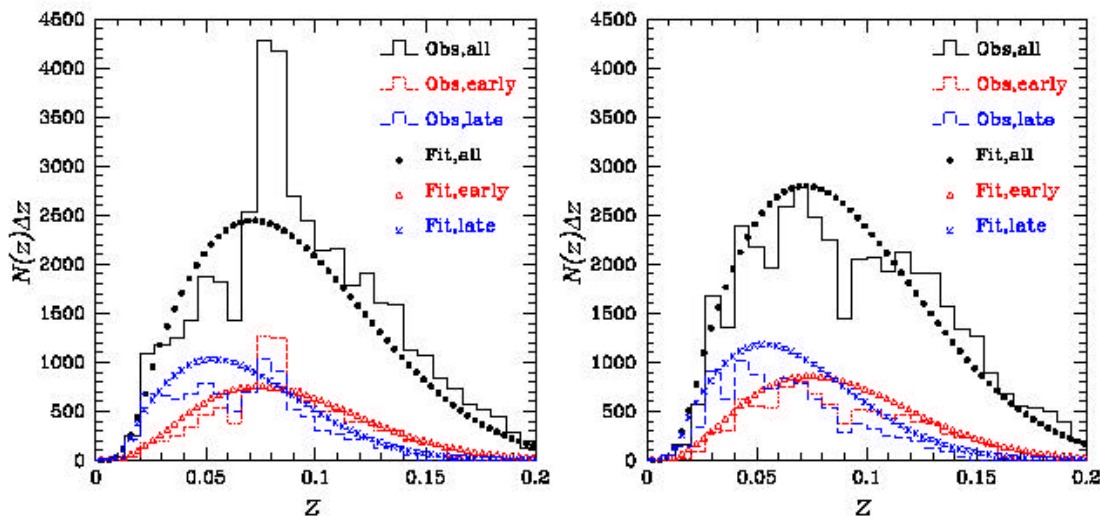 4500
4000
3500
3000
2500
2000
1500
1000
500
0
N(z)Δz
Obs,all
Obs,early
Obs,late
Fit,all
Fit,early
Fit,late
0 0.05 0.1 0.15 0.2
Z
4500
4000
3500
3000
2500
2000
1500
1000
500
0
N(z)Δz
Obs,all
Obs,early
Obs,late
Fit,all
Fit,early
Fit,late
0 0.05 0.1 0.15 0.2
Z